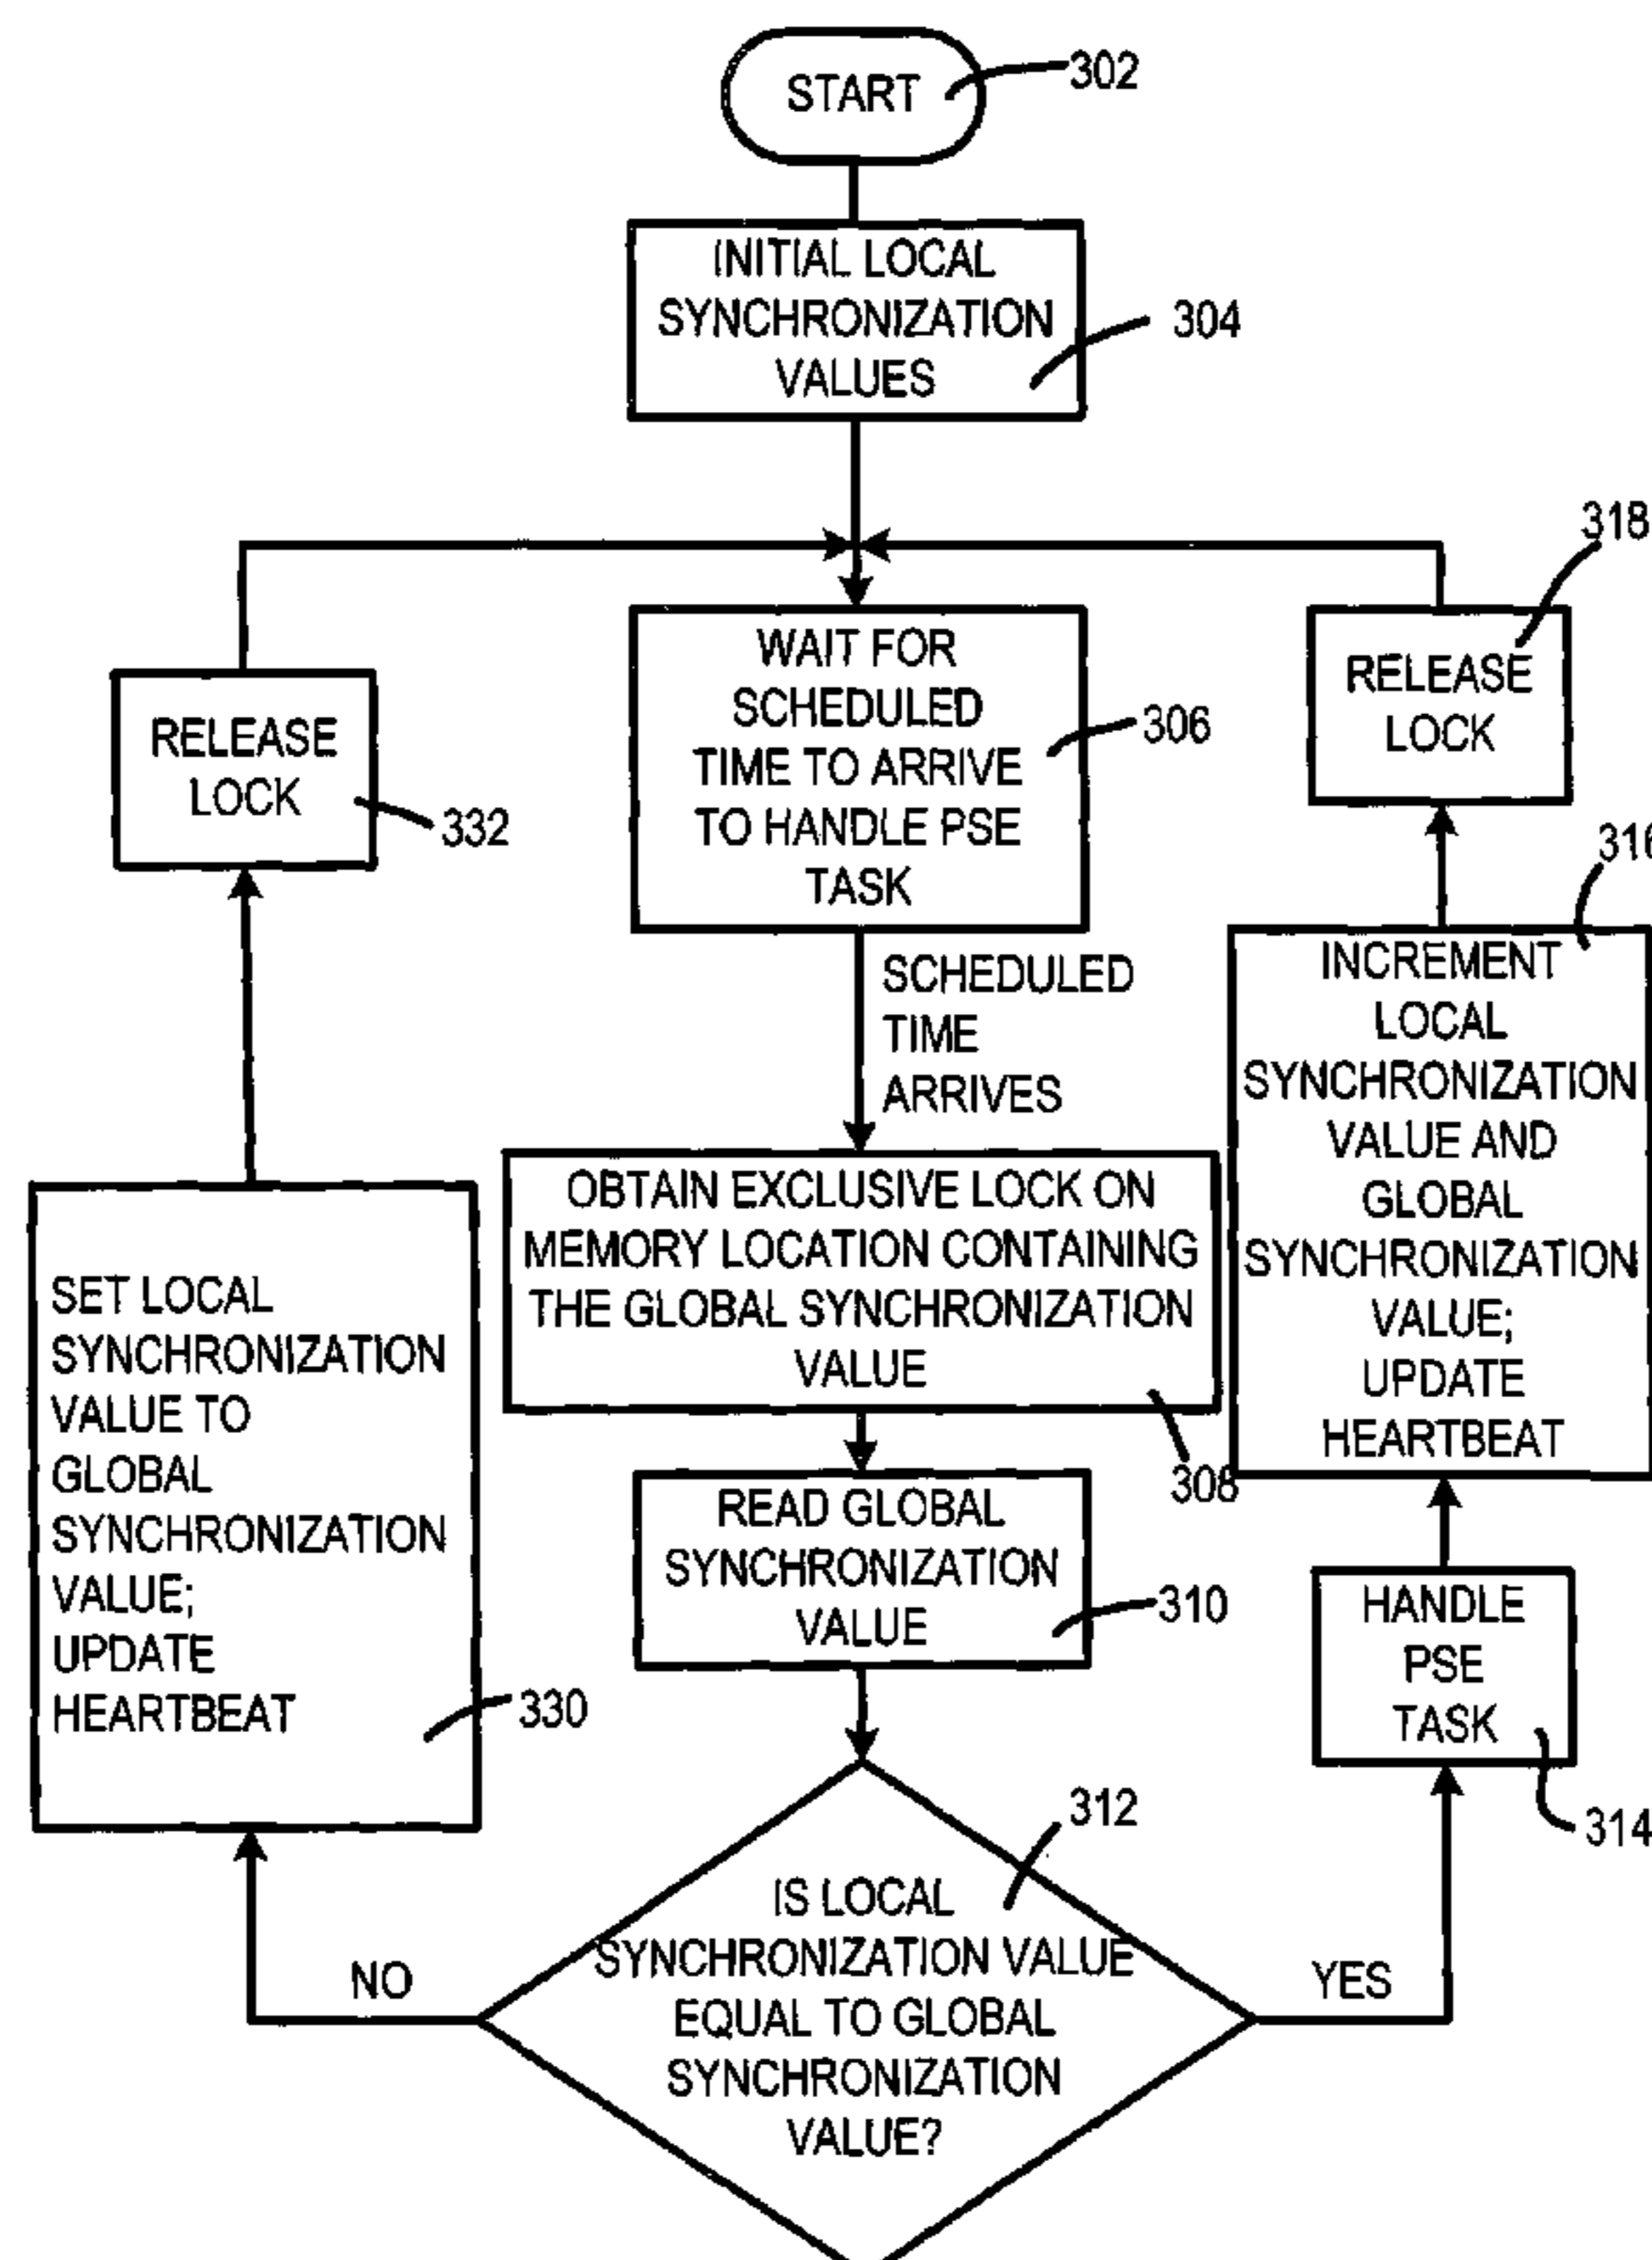 START
302
INITIAL LOCAL
SYNCHRONIZATION
VALUES
304
WAIT FOR
SCHEDULED
TIME TO ARRIVE
TO HANDLE PSE
TASK
306
SCHEDULED
TIME
ARRIVES
OBTAIN EXCLUSIVE LOCK ON
MEMORY LOCATION CONTAINING
THE GLOBAL SYNCHRONIZATION
VALUE
308
READ GLOBAL
SYNCHRONIZATION
VALUE
310
IS LOCAL
SYNCHRONIZATION VALUE
EQUAL TO GLOBAL
SYNCHRONIZATION
VALUE?
312
NO
SET LOCAL
SYNCHRONIZATION
VALUE TO
GLOBAL
SYNCHRONIZATION
VALUE;
UPDATE
HEARTBEAT
330
RELEASE
LOCK
332
YES
HANDLE
PSE
TASK
314
INCREMENT
LOCAL
SYNCHRONIZATION
VALUE AND
GLOBAL
SYNCHRONIZATION
VALUE;
UPDATE
HEARTBEAT
316
RELEASE
LOCK
318